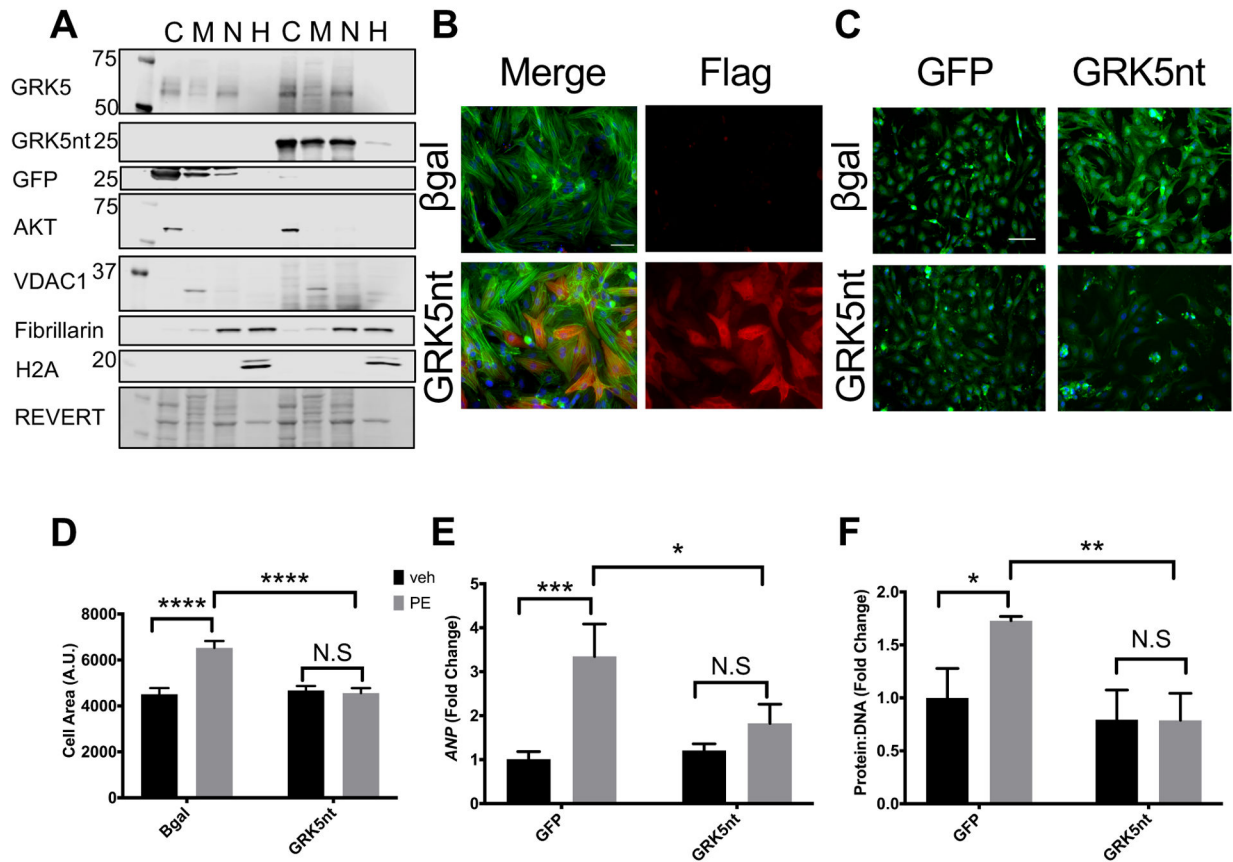 A
C M N H C M N H
75
GRK5
50
GRK5nt 25
GFP 25
75
AKT
VDAC1 37
Fibrillarin
H2A 20
REVERT
B
Merge Flag
βgal
GRK5nt
C
GFP GRK5nt
βgal
GRK5nt
D
veh
PE
****
****
N.S
Cell Area (A.U.)
8000
6000
4000
2000
0
Bgal
GRK5nt
E
*
***
N.S
ANP (Fold Change)
5
4
3
2
1
0
GFP
GRK5nt
F
**
*
N.S
Protein:DNA (Fold Change)
2.0
1.5
1.0
0.5
0.0
GFP
GRK5nt